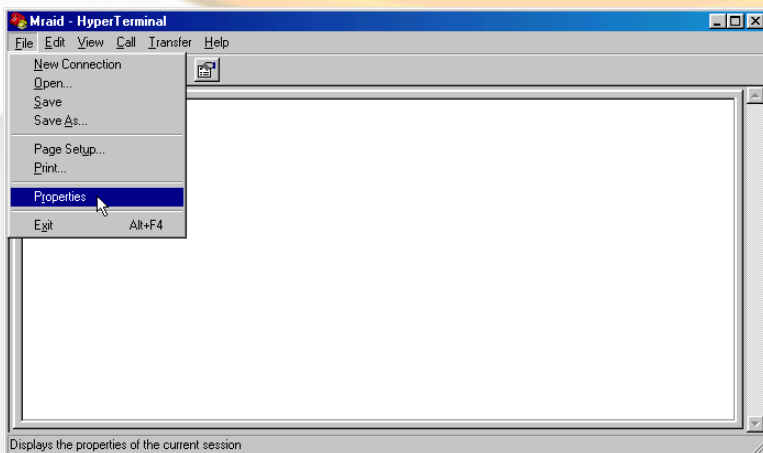 Mraid - HyperTerminal
File Edit View Call Transfer Help
New Connection
Open...
Save
Save As...
Page Setup...
Print...
Properties
Exit Alt+F4
Displays the properties of the current session